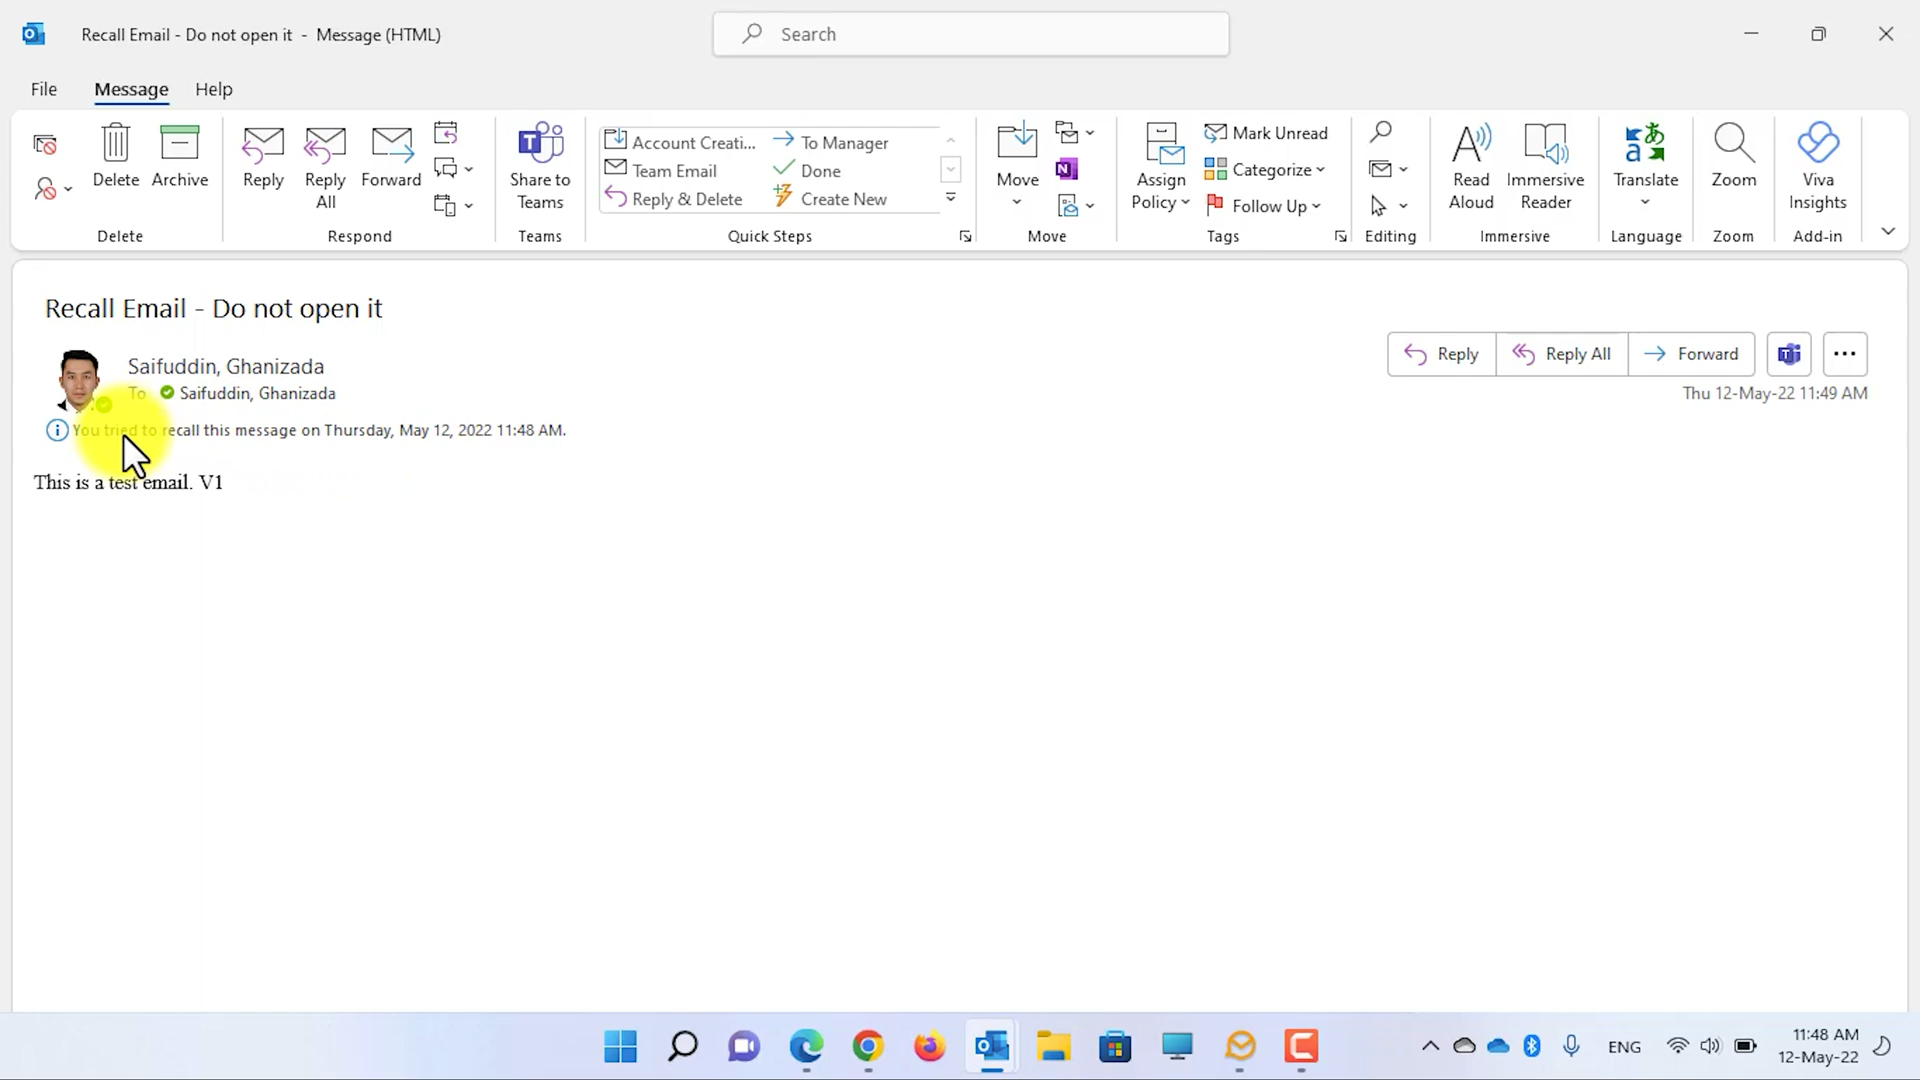 Recall Email - Do not open it - Message (HTML)
Search
File Message Help
Delete
Archive
Reply
Reply All
Forward
Share to Teams
Account Creati...
Team Email
Reply & Delete
To Manager
Done
Create New
Move
Assign Policy
Mark Unread
Categorize
Follow Up
Read Aloud
Immersive Reader
Translate
Zoom
Viva Insights
Delete Respond Teams Quick Steps Move Tags Editing Immersive Language Zoom Add-in
Recall Email - Do not open it
Saifuddin, Ghanizada
To Saifuddin, Ghanizada
Reply Reply All Forward
Thu 12-May-22 11:49 AM
You tried to recall this message on Thursday, May 12, 2022 11:48 AM.
This is a test email. V1
ENG
11:48 AM
12-May-22